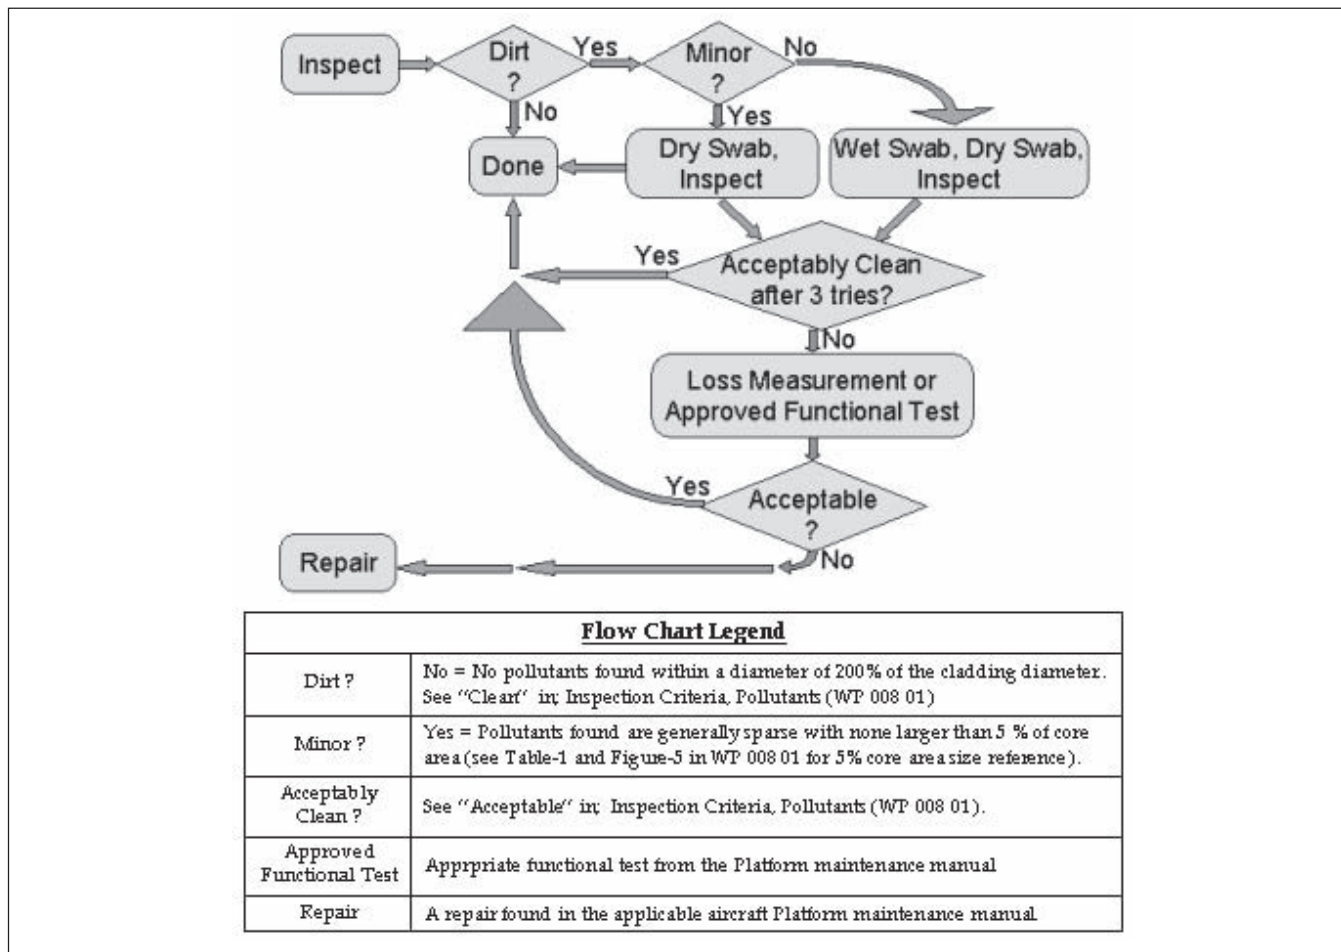 Inspect
Dirt
?
Yes
Minor
?
No
No
Yes
Done
Dry Swab,
Inspect
Wet Swab, Dry Swab,
Inspect
Yes
Acceptably Clean
after 3 tries?
No
Loss Measurement or
Approved Functional Test
Yes
Acceptable
?
No
Repair
Flow Chart Legend
Dirt ?
No = No pollutants found within a diameter of 200% of the cladding diameter.
See "Clean" in; Inspection Criteria, Pollutants (WP 008 01)
Minor ?
Yes = Pollutants found are generally sparse with none larger than 5 % of core
area (see Table-1 and Figure-5 in WP 008 01 for 5% core area size reference).
Acceptably
Clean ?
See "Acceptable" in; Inspection Criteria, Pollutants (WP 008 01).
Approved
Functional Test
Apprpriate functional test from the Platform maintenance manual
Repair
A repair found in the applicable aircraft Platform maintenance manual